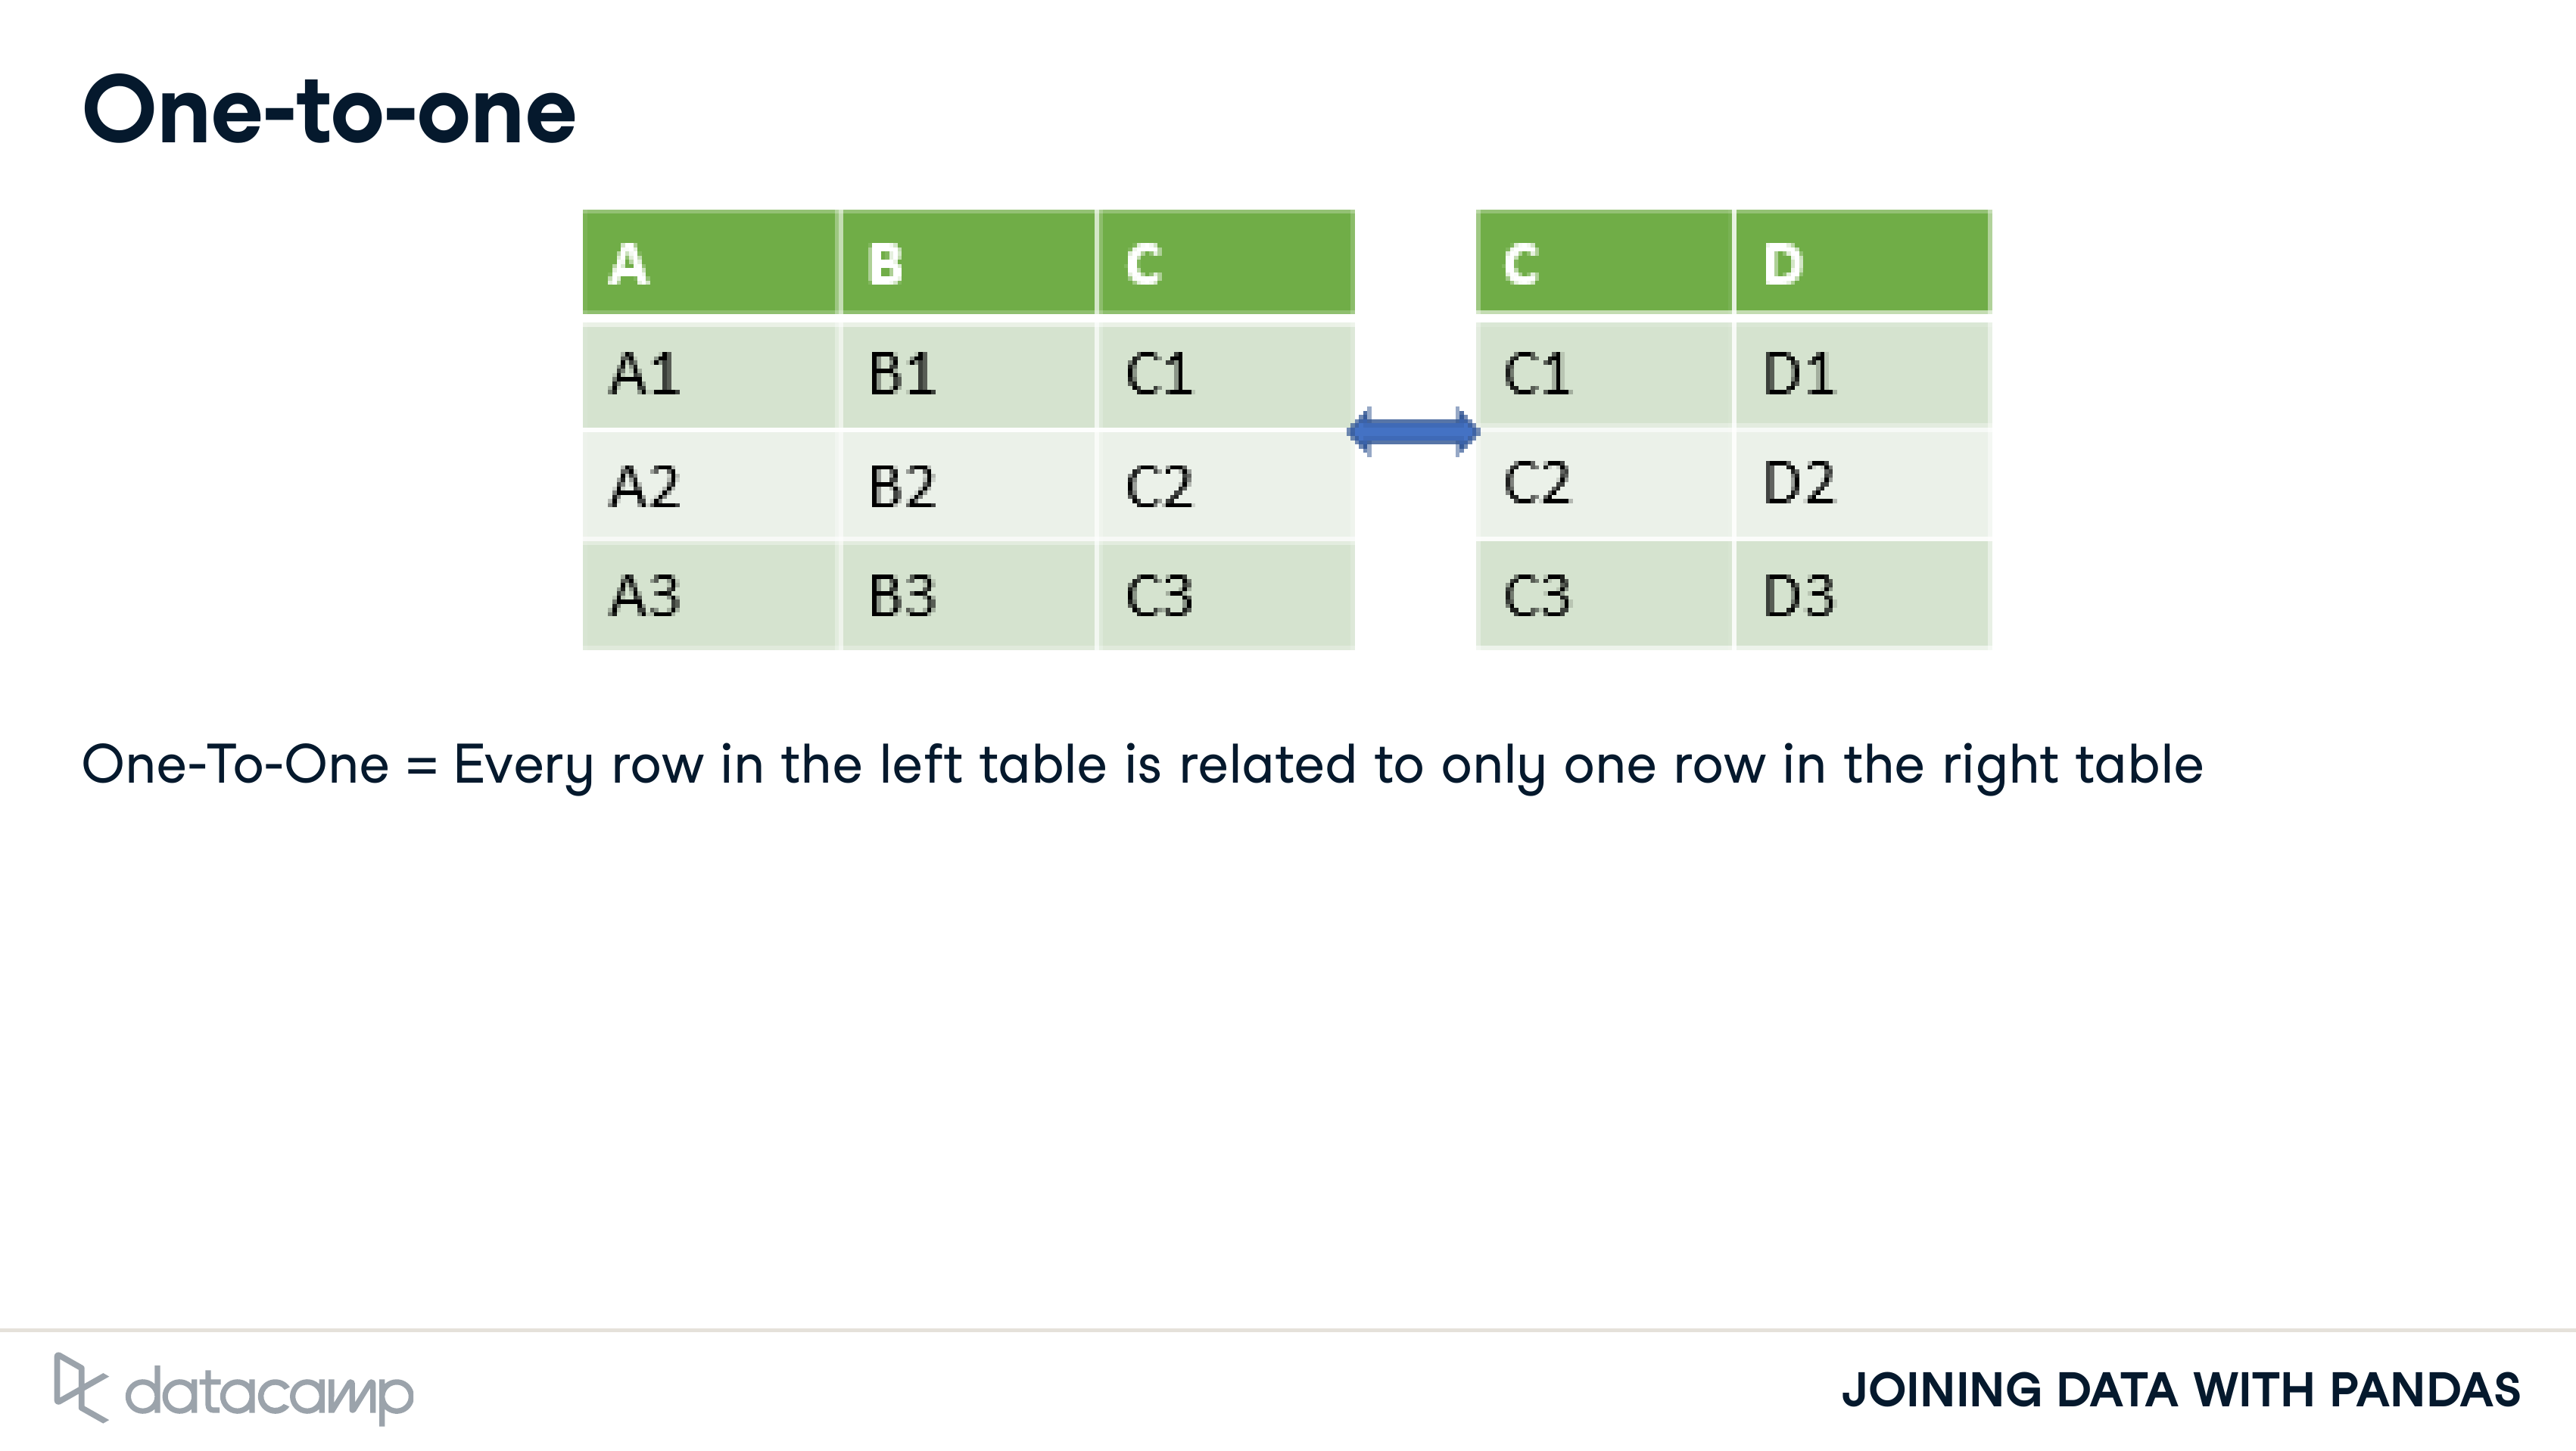 One-to-one
A B C C D
A1 B1 C1 C1 D1
A2 B2 C2 C2 D2
A3 B3 C3 C3 D3
One-To-One = Every row in the left table is related to only one row in the right table
datacamp
JOINING DATA WITH PANDAS